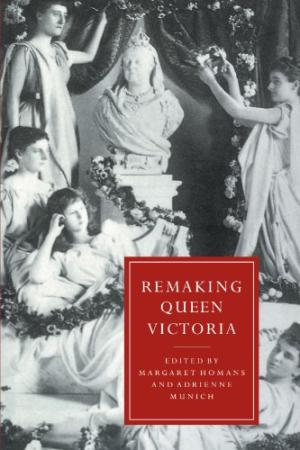 REMAKING
QUEEN
VICTORIA
EDITED BY
MARGARET HOMANS
AND ADRIENNE
MUNICH